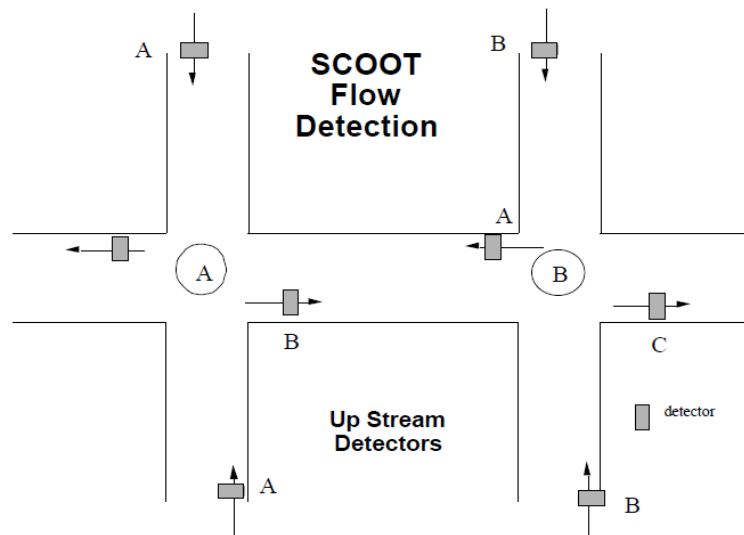 A
B
SCOOT
Flow
Detection
A
A
B
B
C
detector
Up Stream
Detectors
A
B